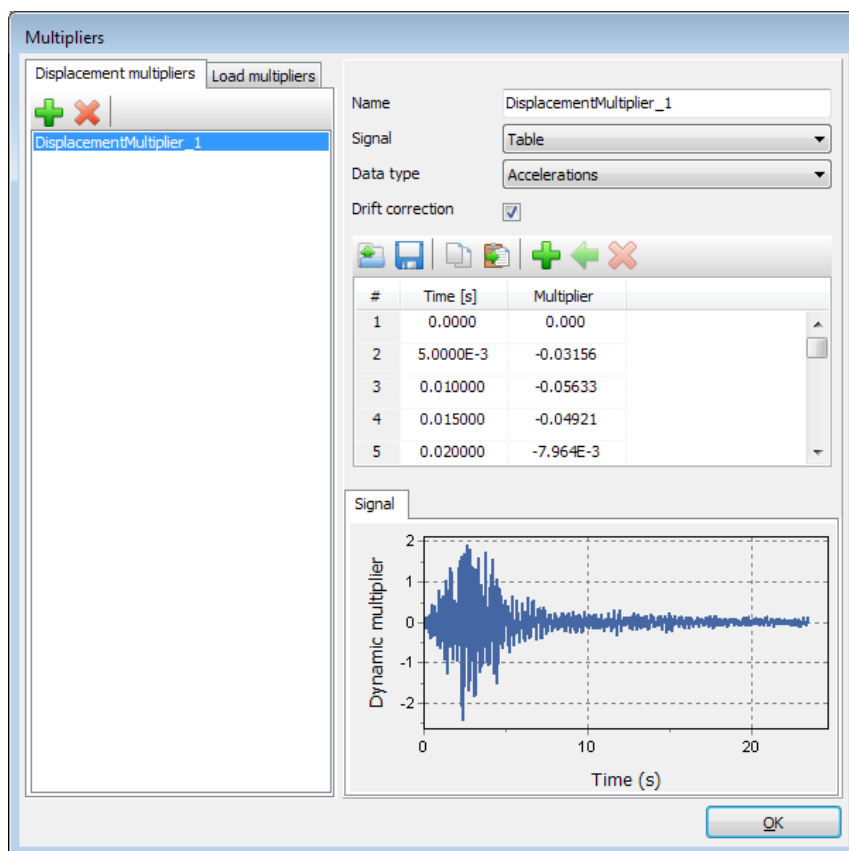 Multipliers
Displacement multipliers
Load multipliers
DisplacementMultiplier_1
Name DisplacementMultiplier_1
Signal Table
Data type Accelerations
Drift correction
# Time [s] Multiplier
1 0.0000 0.000
2 5.0000E-3 -0.03156
3 0.010000 -0.05633
4 0.015000 -0.04921
5 0.020000 -7.964E-3
Signal
Dynamic multiplier
2
1
0
-1
-2
0 10 20
Time (s)
OK